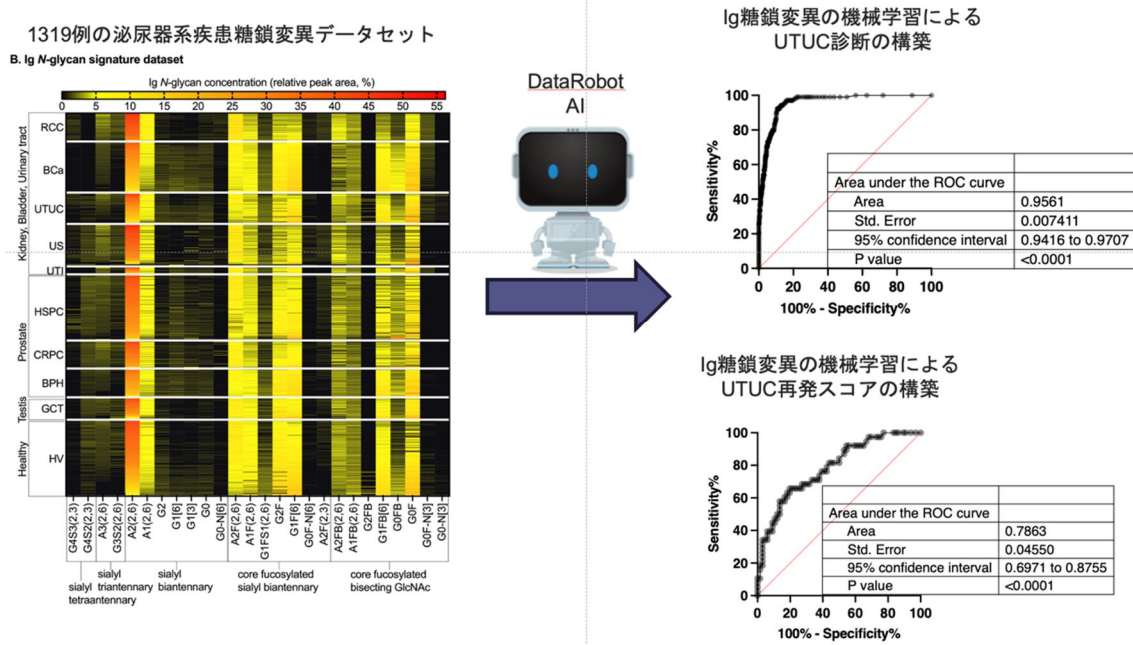 1319例の泌尿器系疾患糖鎖変異データセット
B. Ig N-glycan signature dataset
Ig N-glycan concentration (relative peak area, %)
0 5 10 15 20 25 30 35 40 45 50 55
Kidney, Bladder, Urinary tract
RCC
BCa
UTUC
US
UTI
Prostate
HSPC
CRPC
BPH
Testis
GCT
Healthy
HV
G4S3(2,3)
G4S2(2,3)
A3(2,6)
G3S2(2,6)
A2(2,6)
A1(2,6)
G2
G1[6]
G1[3]
G0
G0-N[6]
A2F(2,6)
A1F(2,6)
G1FS1(2,6)
G2F
G1F[6]
G0F-N[6]
A2F(2,3)
A2FB(2,6)
A1FB(2,6)
G2FB
G1FB[6]
G0FB
G0F
G0F-N[3]
G0-N[3]
sialyl
tetraantennary
sialyl
triantennary
sialyl
biantennary
core fucosylated
sialyl biantennary
core fucosylated
bisecting GlcNAc
DataRobot
AI
Ig糖鎖変異の機械学習による
UTUC診断の構築
Sensitivity%
100
80
60
40
20
0
0 20 40 60 80 100
100% - Specificity%
Area under the ROC curve
Area 0.9561
Std. Error 0.007411
95% confidence interval 0.9416 to 0.9707
P value <0.0001
Ig糖鎖変異の機械学習による
UTUC再発スコアの構築
Sensitivity%
100
80
60
40
20
0
0 20 40 60 80 100
100% - Specificity%
Area under the ROC curve
Area 0.7863
Std. Error 0.04550
95% confidence interval 0.6971 to 0.8755
P value <0.0001